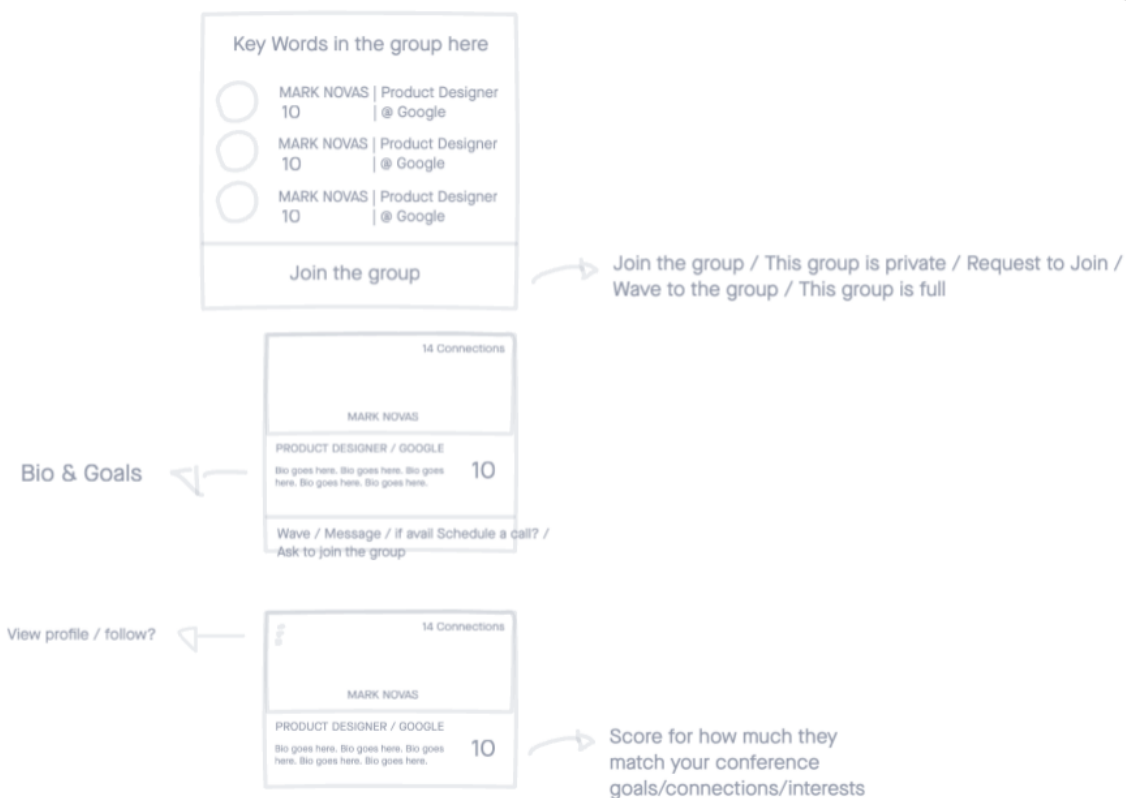 Key Words in the group here
MARK NOVAS | Product Designer
10 | @ Google
MARK NOVAS | Product Designer
10 | @ Google
MARK NOVAS | Product Designer
10 | @ Google
Join the group
Join the group / This group is private / Request to Join /
Wave to the group / This group is full
14 Connections
MARK NOVAS
PRODUCT DESIGNER / GOOGLE
Bio goes here. Bio goes here. Bio goes
here. Bio goes here. Bio goes here.
10
Bio & Goals
Wave / Message / if avail Schedule a call? /
Ask to join the group
View profile / follow?
14 Connections
MARK NOVAS
PRODUCT DESIGNER / GOOGLE
Bio goes here. Bio goes here. Bio goes
here. Bio goes here. Bio goes here.
10
Score for how much they
match your conference
goals/connections/interests